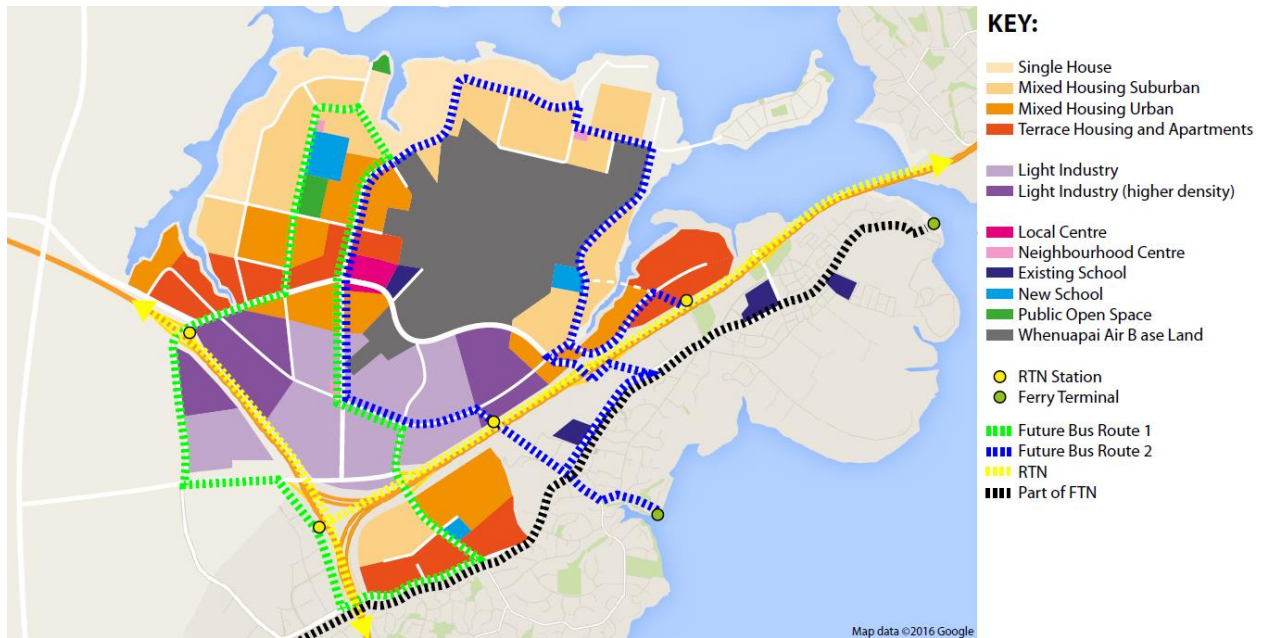 KEY:
Single House
Mixed Housing Suburban
Mixed Housing Urban
Terrace Housing and Apartments
Light Industry
Light Industry (higher density)
Local Centre
Neighbourhood Centre
Existing School
New School
Public Open Space
Whenuapai Air B ase Land
RTN Station
Ferry Terminal
Future Bus Route 1
Future Bus Route 2
RTN
Part of FTN
Map data ©2016 Google